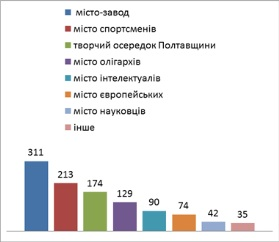 місто-завод
місто спортсменів
творчий осередок Полтавщини
місто олігархів
місто інтелектуалів
місто європейських
місто науковців
інше
311
213
174
129
90
74
42
35